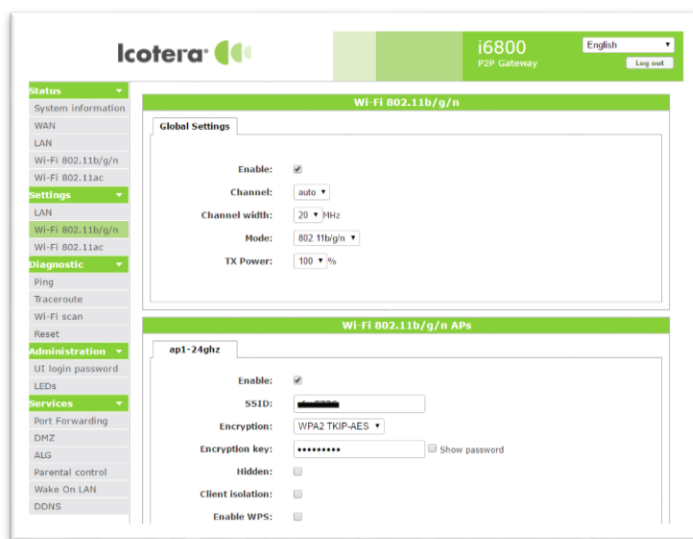 Icotera
i6800
P2P Gateway
English
Log out
Status
System information
WAN
LAN
Wi-Fi 802.11b/g/n
Wi-Fi 802.11ac
Settings
LAN
Wi-Fi 802.11b/g/n
Wi-Fi 802.11ac
Diagnostic
Ping
Traceroute
Wi-Fi scan
Reset
Administration
UI login password
LEDs
Services
Port Forwarding
DMZ
ALG
Parental control
Wake On LAN
DDNS
Wi-Fi 802.11b/g/n
Global Settings
Enable:
Channel: auto
Channel width: 20 MHz
Mode: 802.11b/g/n
TX Power: 100 %
Wi-Fi 802.11b/g/n APs
ap1-24ghz
Enable:
SSID:
Encryption: WPA2 TKIP-AES
Encryption key: ••••••••• Show password
Hidden:
Client isolation:
Enable WPS: